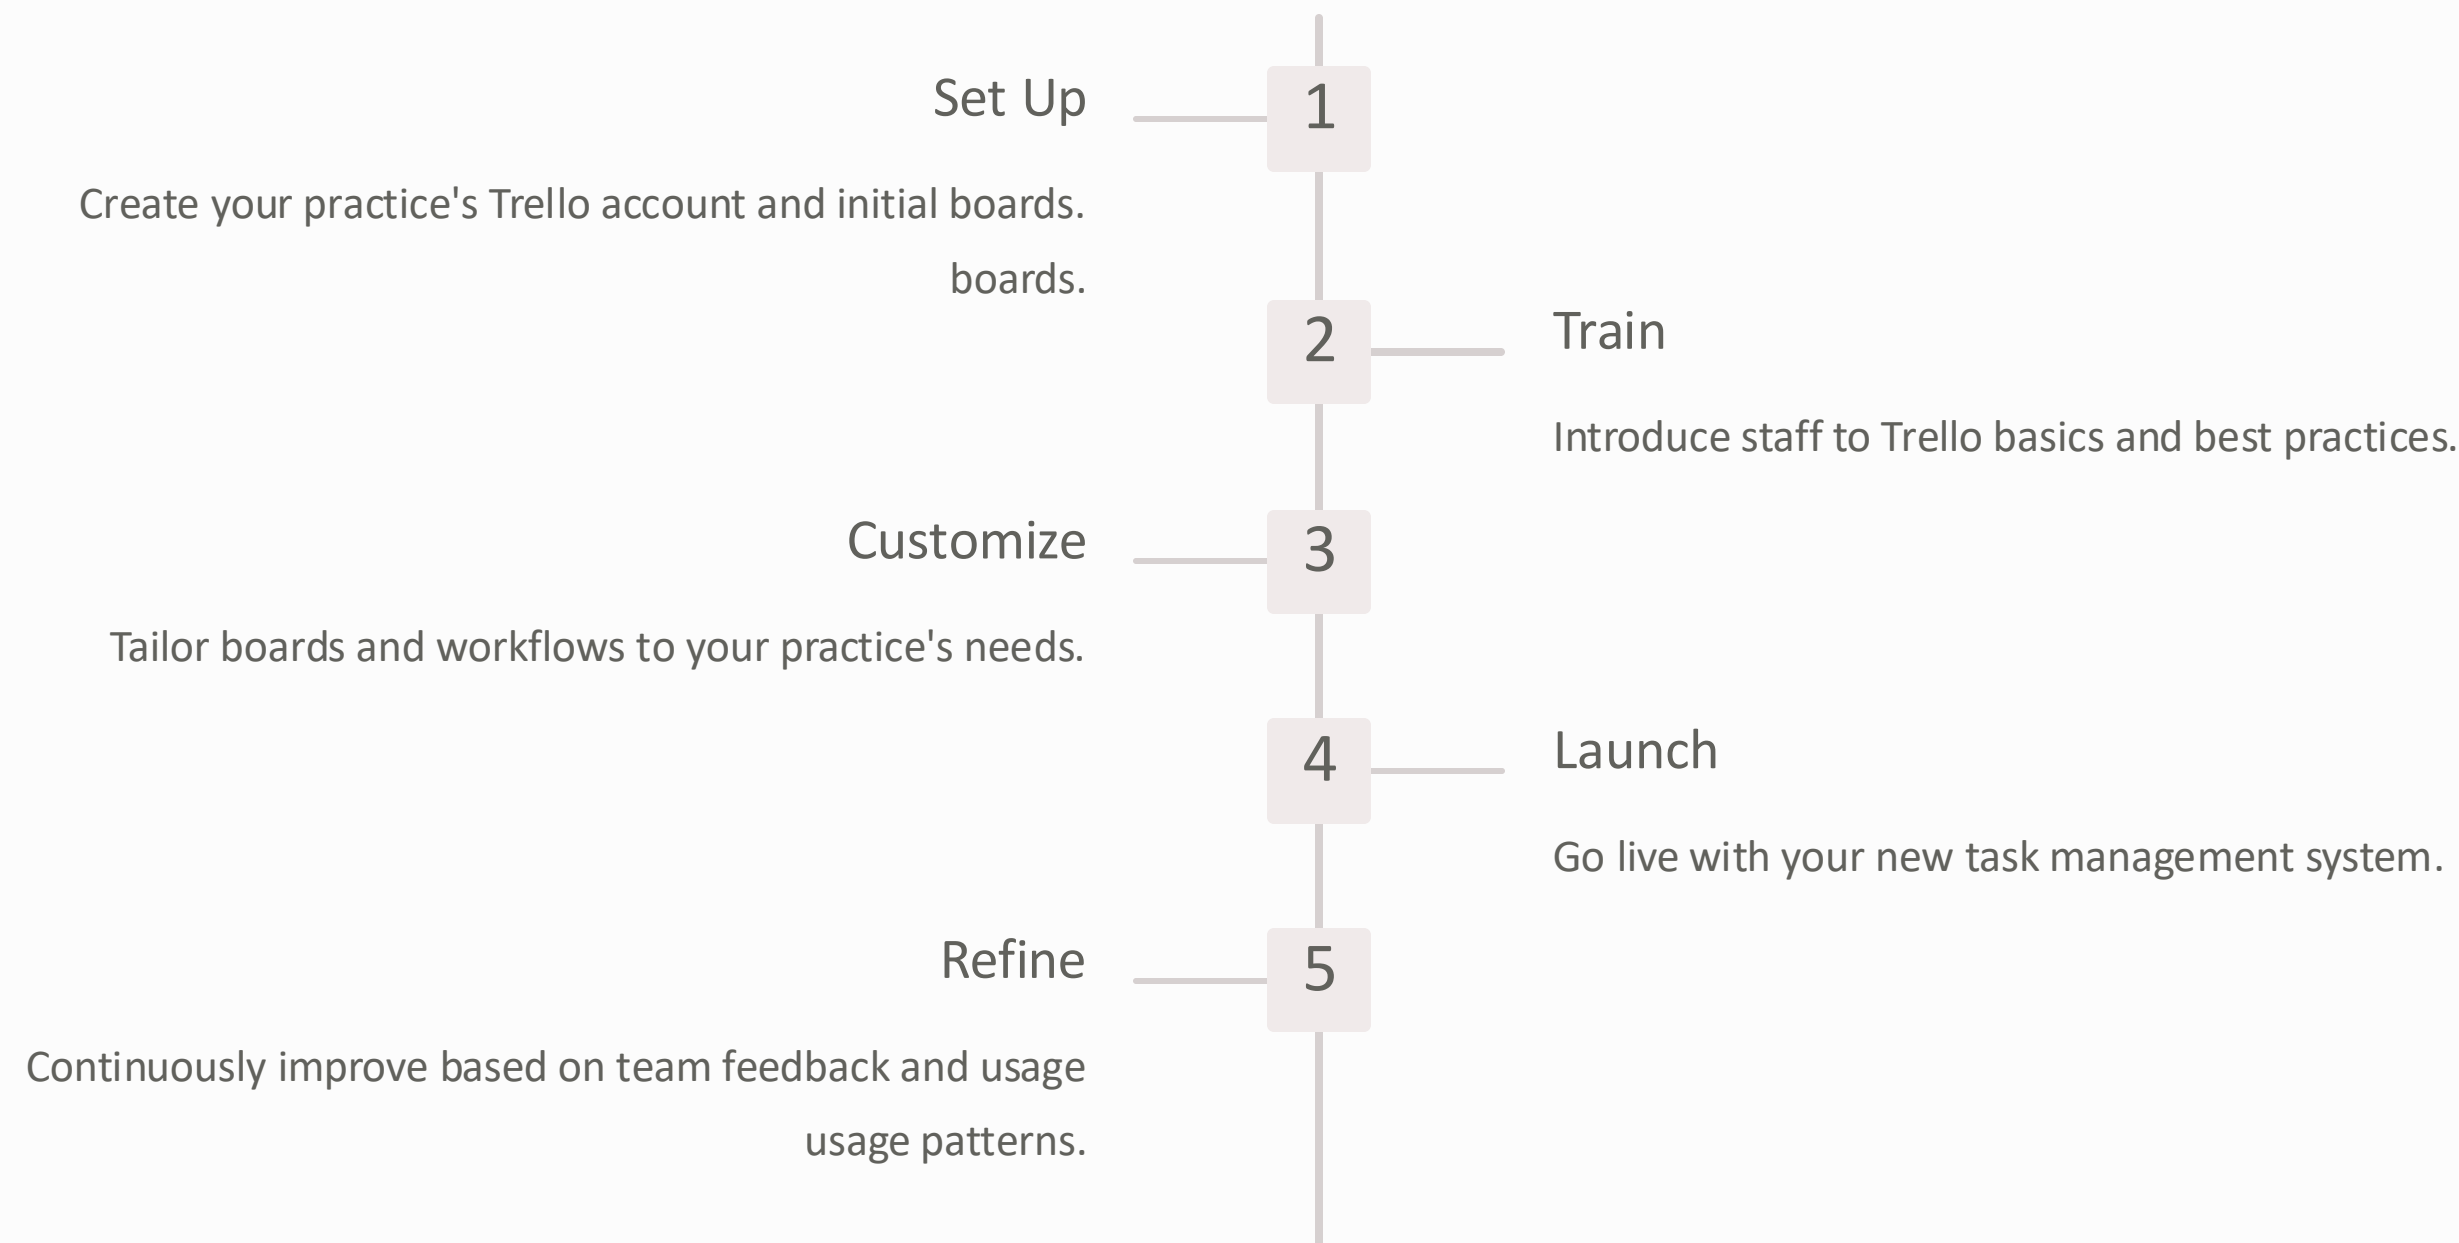 1
Set Up
Create your practice's Trello account and initial boards.
boards.
2
Train
Introduce staff to Trello basics and best practices.
3
Customize
Tailor boards and workflows to your practice's needs.
4
Launch
Go live with your new task management system.
5
Refine
Continuously improve based on team feedback and usage
usage patterns.